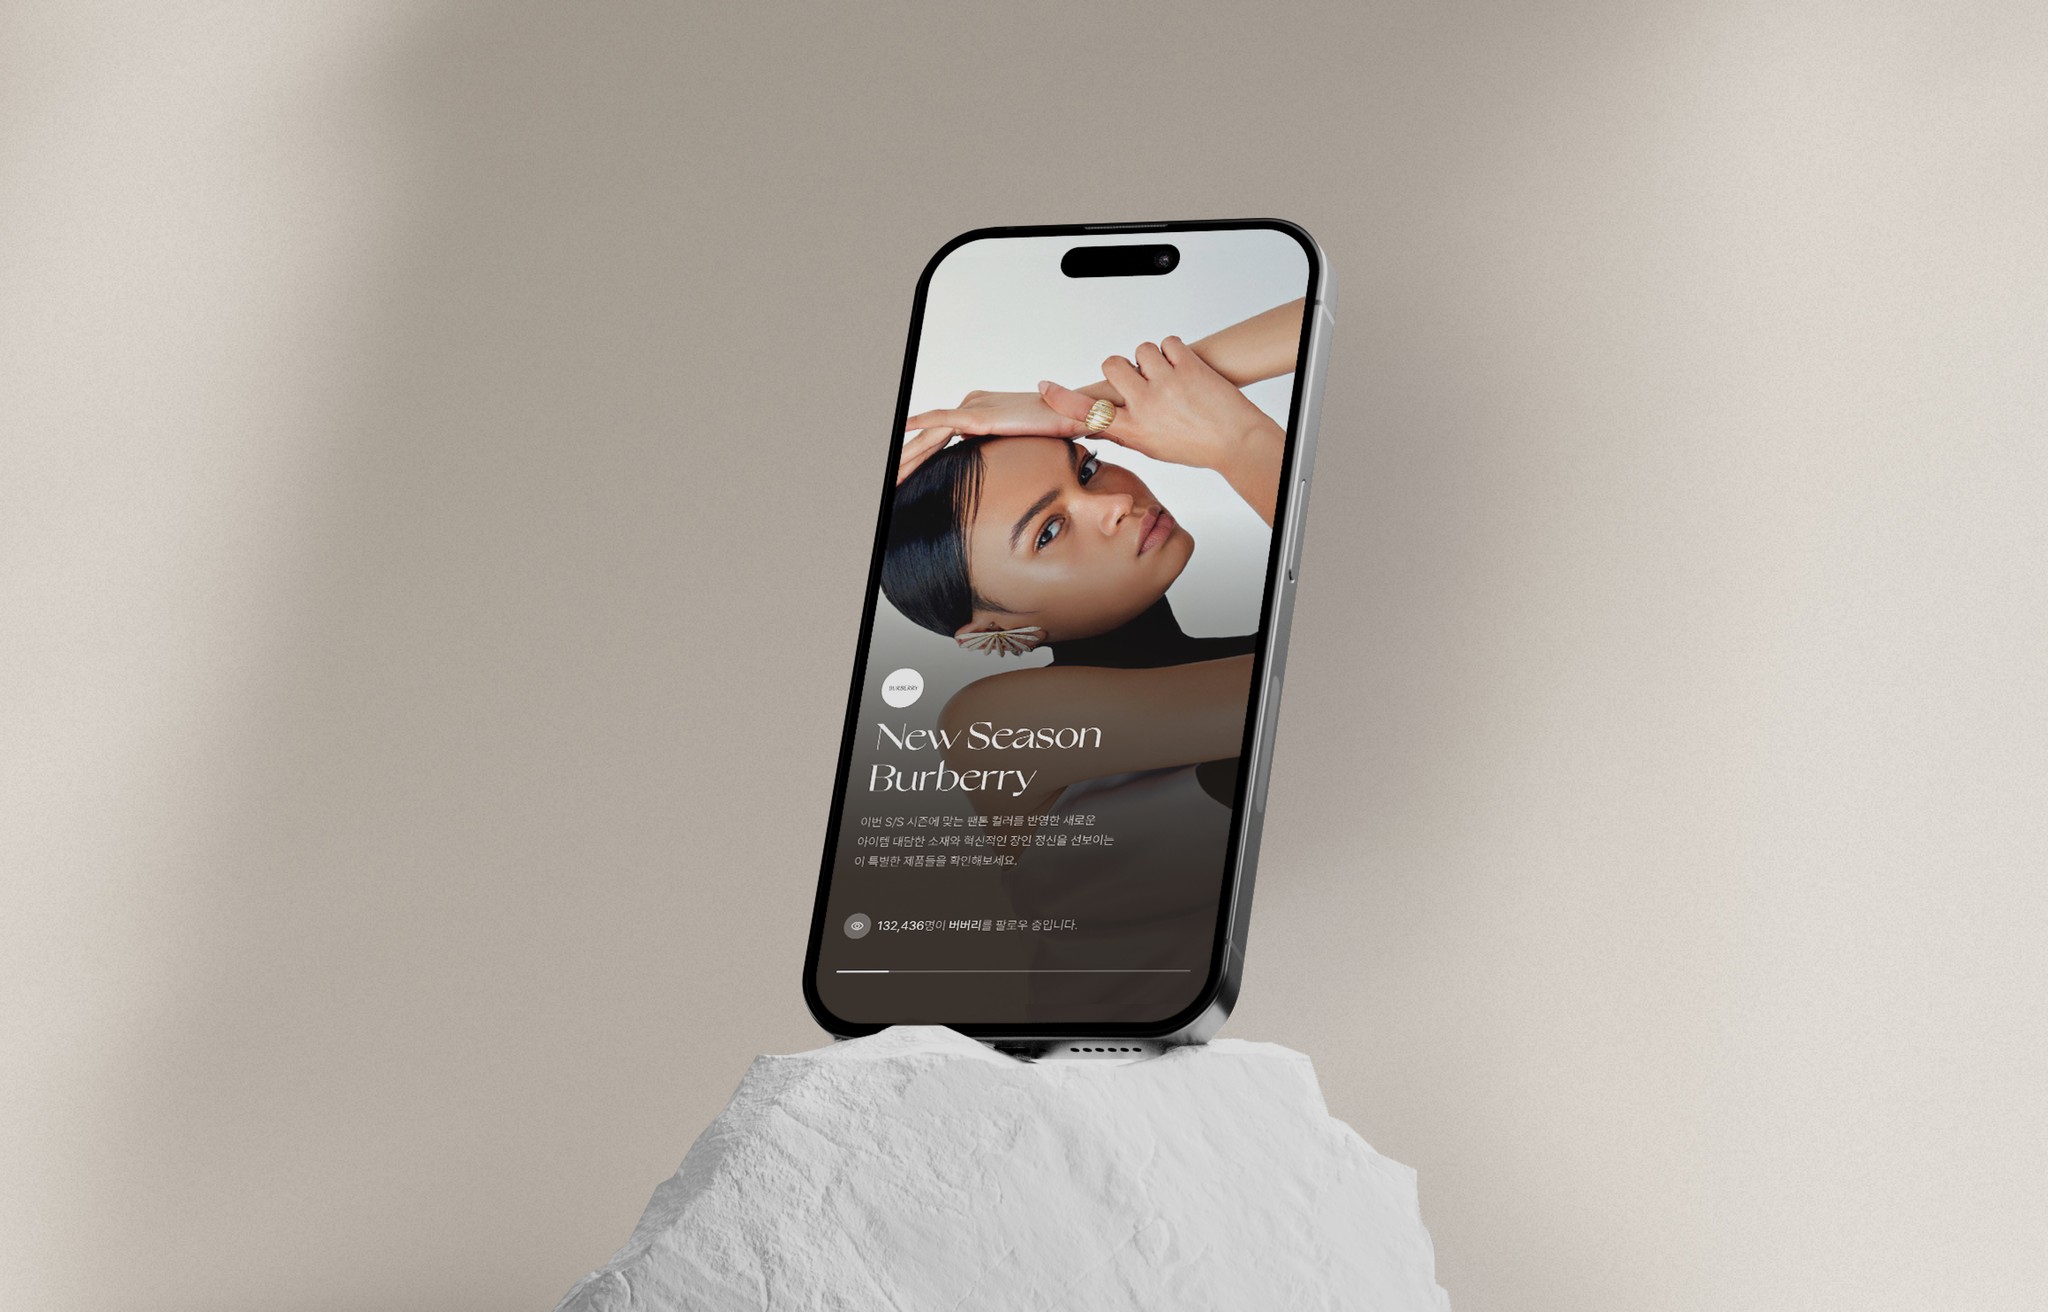 BURBERRY
New Season
Burberry
이번 S/S 시즌에 맞는 팬톤 컬러를 반영한 새로운
아이템 대담한 소재와 혁신적인 장인 정신을 선보이는
이 특별한 제품들을 확인해보세요.
132,436명이 버버리를 팔로우 중입니다.